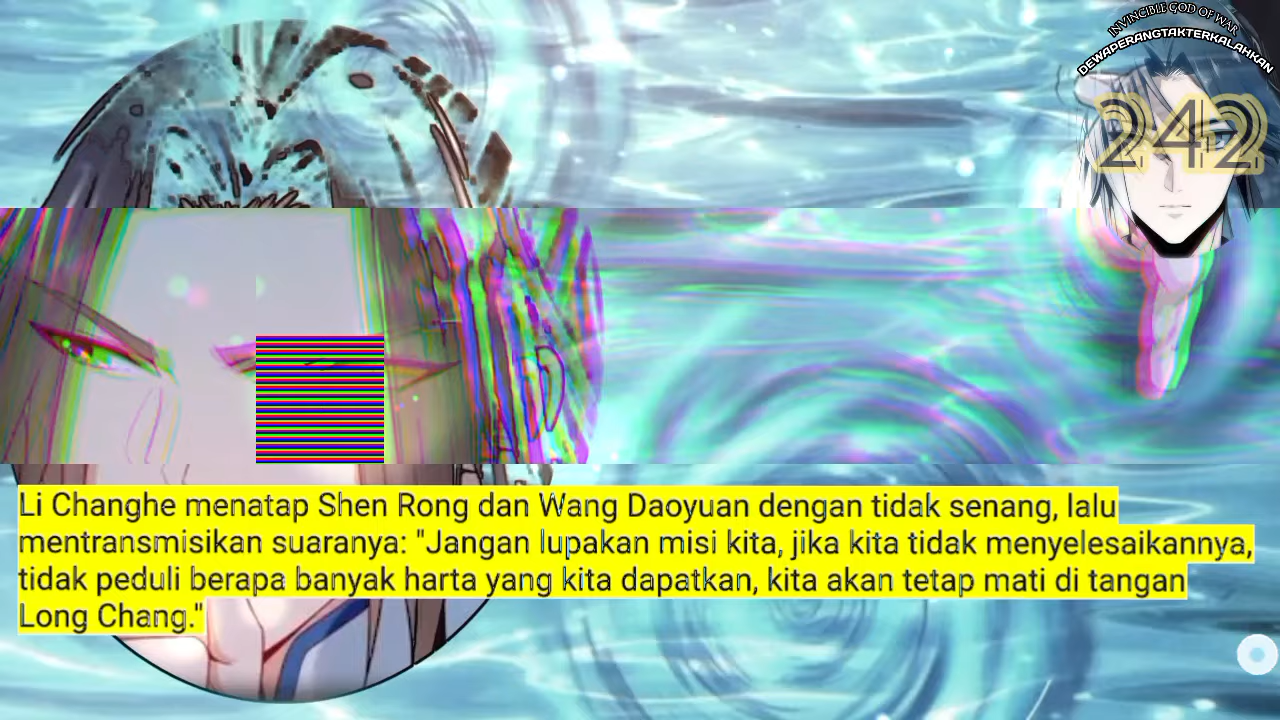 INVINCIBLE GOD OF WAR
DEWAPERANGTAKTERKALAHKAN
242
Li Changhe menatap Shen Rong dan Wang Daoyuan dengan tidak senang, lalu
mentransmisikan suaranya: "Jangan lupakan misi kita, jika kita tidak menyelesaikannya,
tidak peduli berapa banyak harta yang kita dapatkan, kita akan tetap mati di tangan
Long Chang."